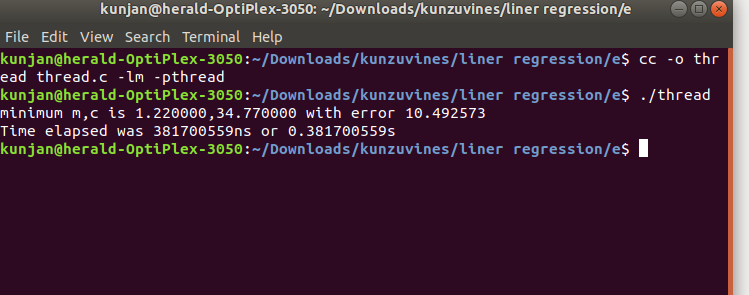 kunjan@herald-OptiPlex-3050: ~/Downloads/kunzuvines/liner regression/e
File Edit View Search Terminal Help
kunjan@herald-OptiPlex-3050:~/Downloads/kunzuvines/liner regression/e$ cc -o thr
ead thread.c -lm -pthread
kunjan@herald-OptiPlex-3050:~/Downloads/kunzuvines/liner regression/e$ ./thread
minimum m,c is 1.220000,34.770000 with error 10.492573
Time elapsed was 381700559ns or 0.381700559s
kunjan@herald-OptiPlex-3050:~/Downloads/kunzuvines/liner regression/e$